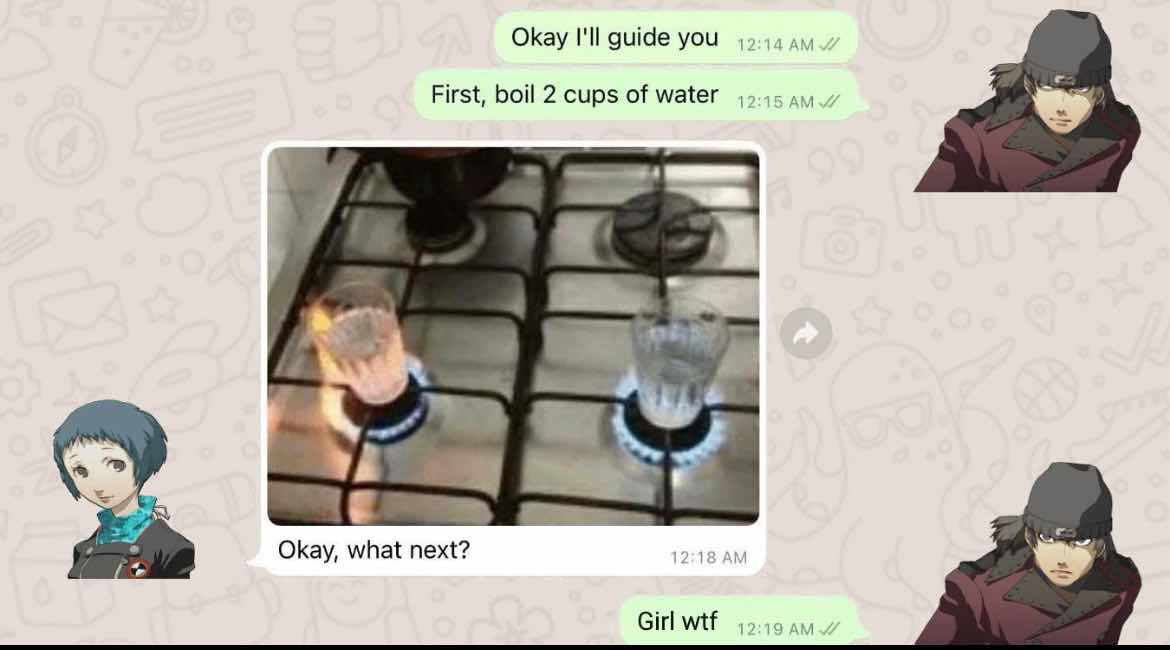 Okay I'll guide you 12:14 AM
First, boil 2 cups of water 12:15 AM
Okay, what next? 12:18 AM
Girl wtf 12:19 AM